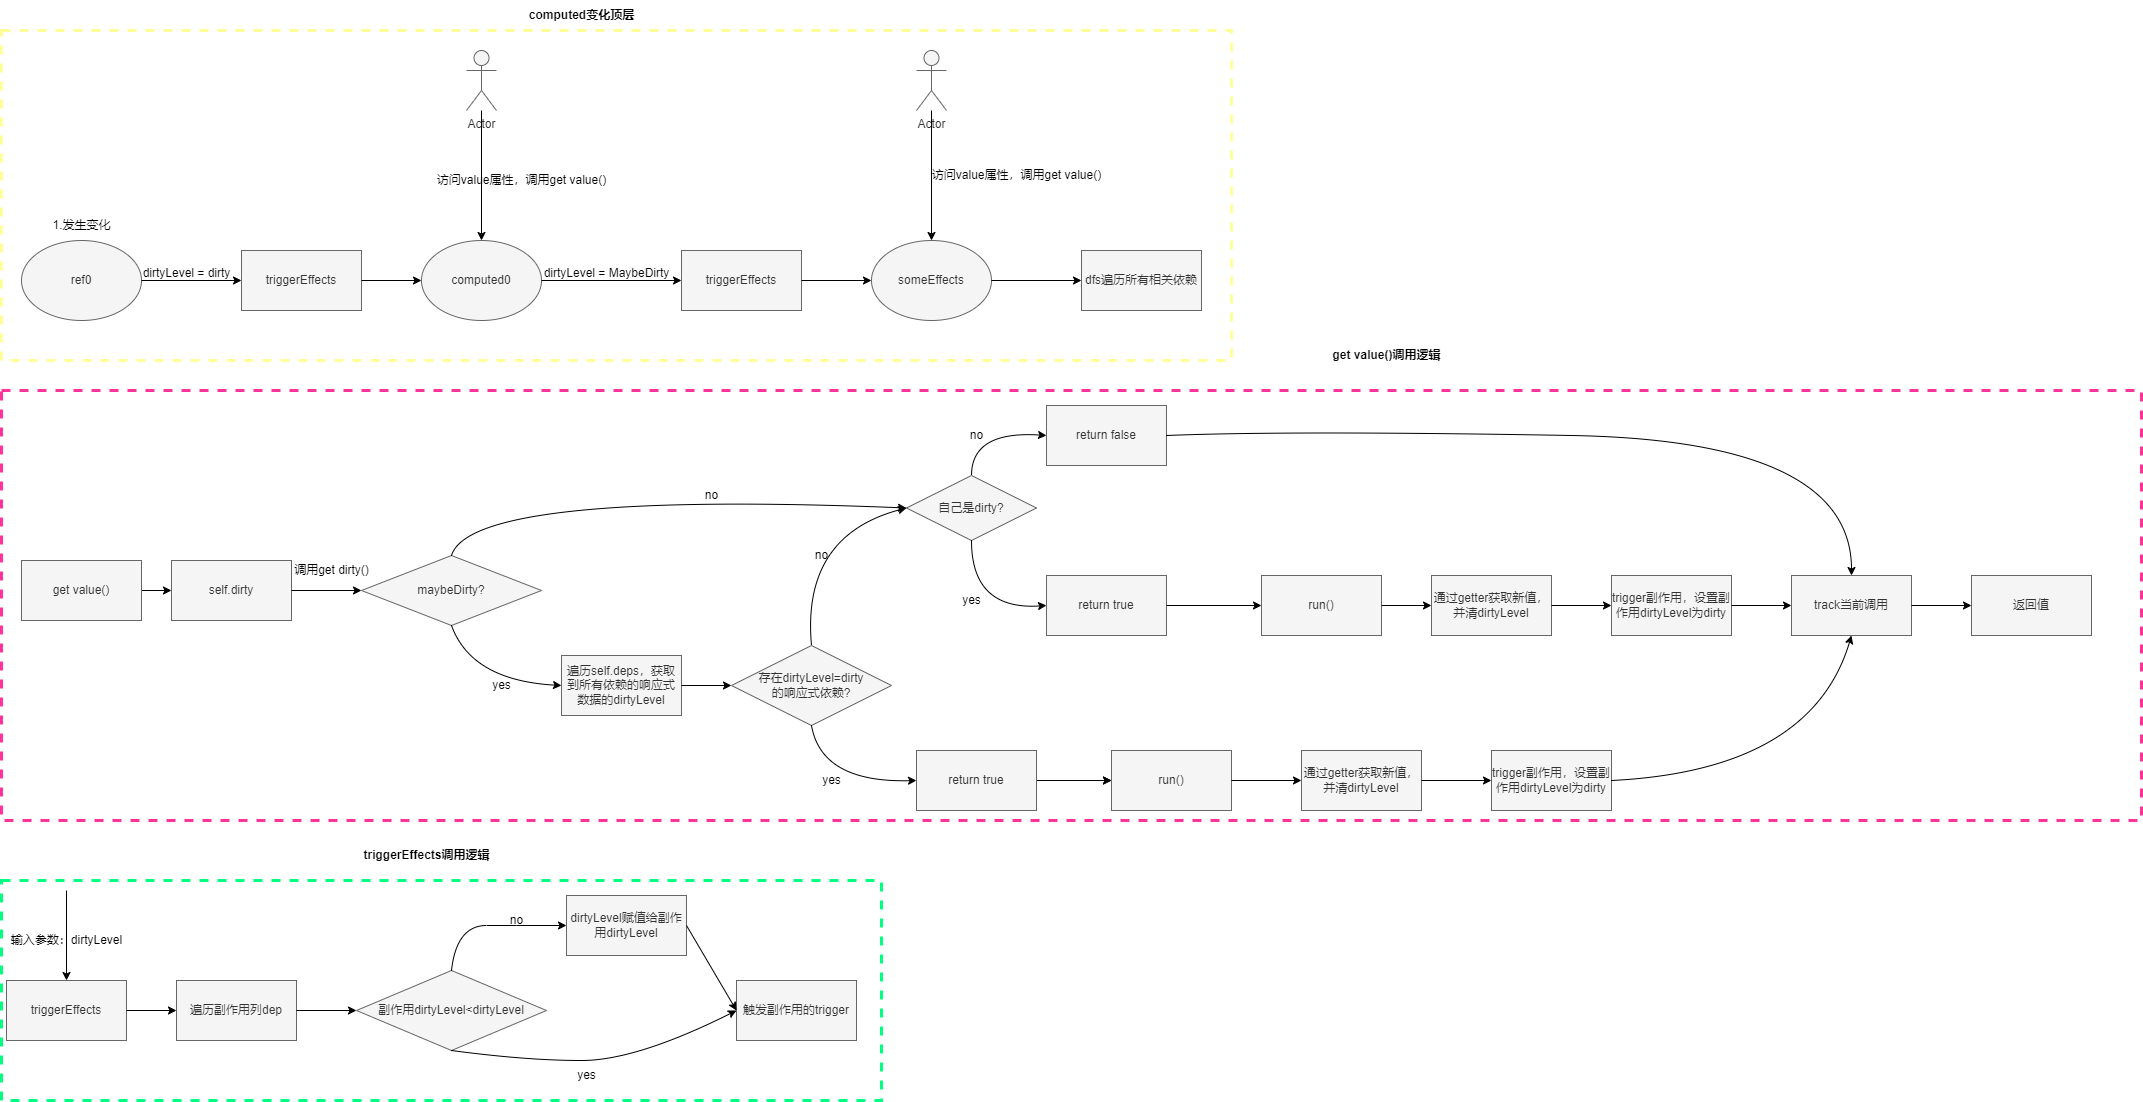 computed变化顶层
Actor
Actor
访问value属性，调用get value()
访问value属性，调用get value()
1.发生变化
ref0
dirtyLevel = dirty
triggerEffects
computed0
dirtyLevel = MaybeDirty
triggerEffects
someEffects
dfs遍历所有相关依赖
get value()调用逻辑
no
return false
no
自己是dirty?
no
get value()
self.dirty
调用get dirty()
maybeDirty?
yes
return true
run()
通过getter获取新值，
并清dirtyLevel
trigger副作用，设置副
作用dirtyLevel为dirty
track当前调用
返回值
yes
遍历self.deps，获取
到所有依赖的响应式
数据的dirtyLevel
存在dirtyLevel=dirty
的响应式依赖?
yes
return true
run()
通过getter获取新值，
并清dirtyLevel
trigger副作用，设置副
作用dirtyLevel为dirty
triggerEffects调用逻辑
输入参数：dirtyLevel
no
dirtyLevel赋值给副作
用dirtyLevel
triggerEffects
遍历副作用列dep
副作用dirtyLevel<dirtyLevel
触发副作用的trigger
yes